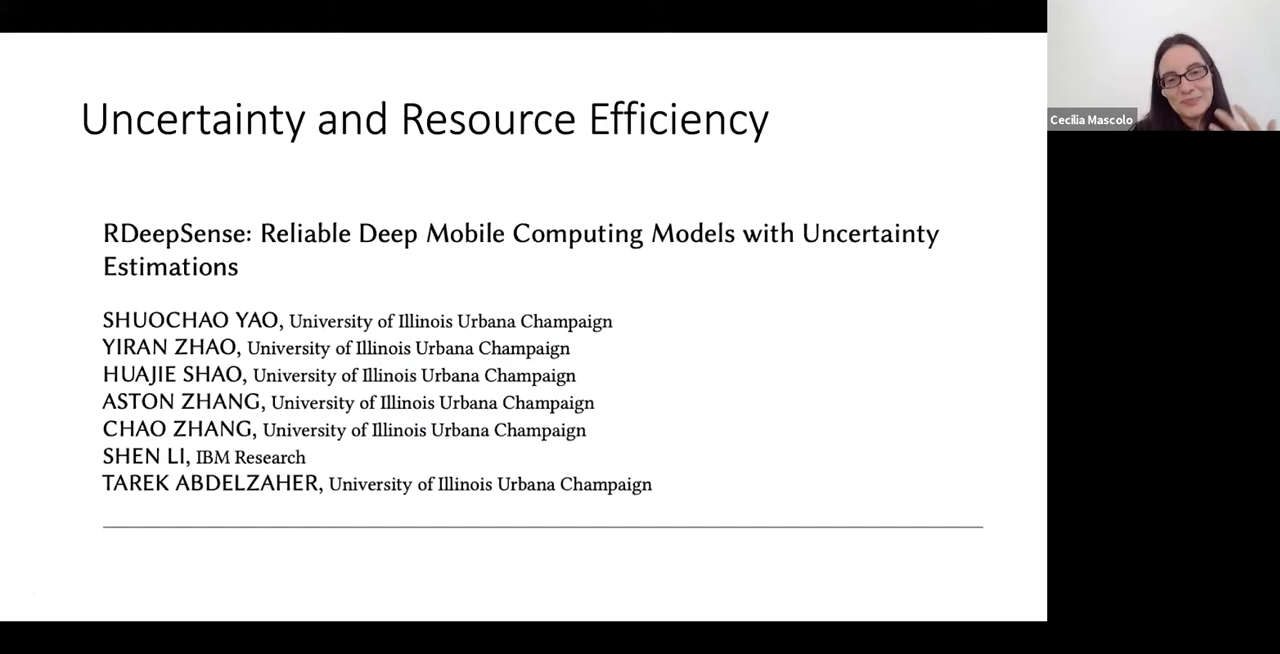 Uncertainty and Resource Efficiency
RDeepSense: Reliable Deep Mobile Computing Models with Uncertainty
Estimations
SHUOCHAO YAO, University of Illinois Urbana Champaign
YIRAN ZHAO, University of Illinois Urbana Champaign
HUAJIE SHAO, University of Illinois Urbana Champaign
ASTON ZHANG, University of Illinois Urbana Champaign
CHAO ZHANG, University of Illinois Urbana Champaign
SHEN LI, IBM Research
TAREK ABDELZAHER, University of Illinois Urbana Champaign
Cecilia Mascolo